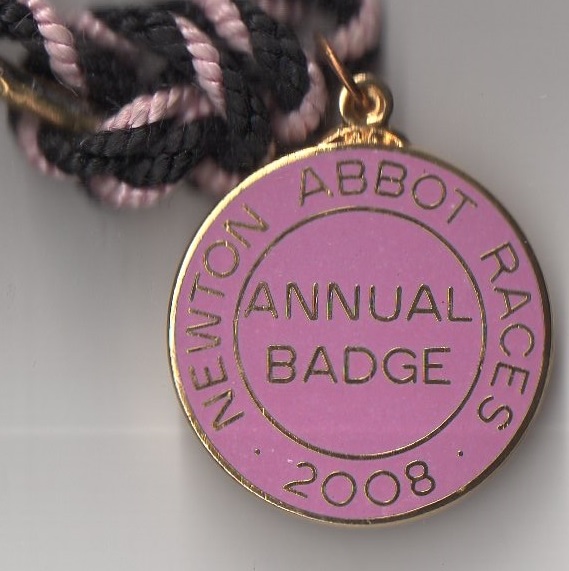 NEWTON ABBOT RACES
ANNUAL
BADGE
· 2008 ·